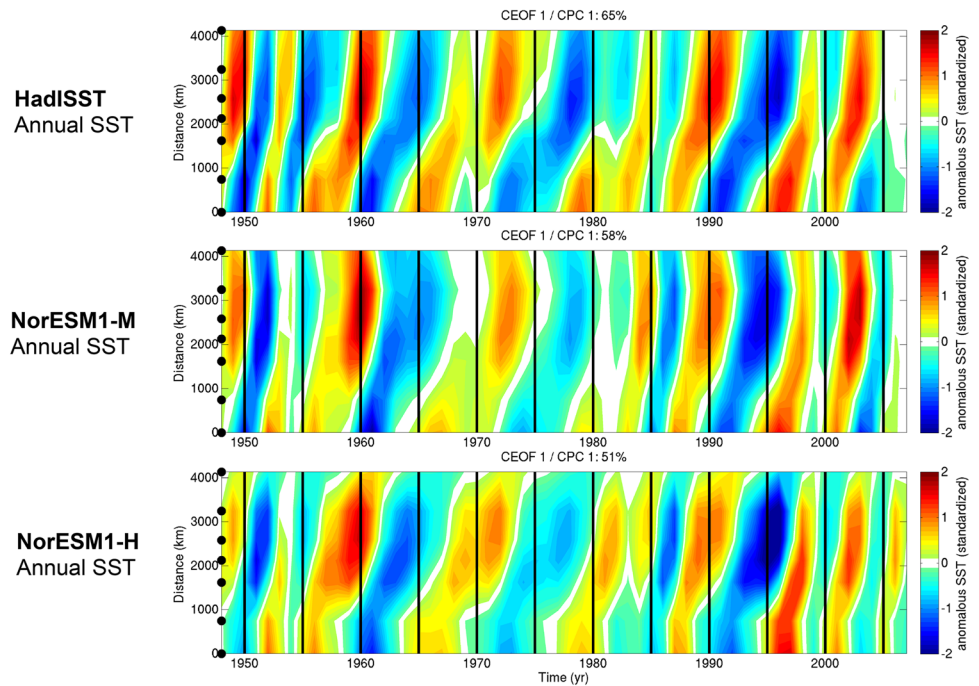 CEOF 1 / CPC 1: 65%
HadISST
Annual SST
Distance (km)
4000
3000
2000
1000
0
1950 1960 1970 1980 1990 2000
2
1
0
-1
-2
anomalous SST (standardized)
CEOF 1 / CPC 1: 58%
NorESM1-M
Annual SST
Distance (km)
4000
3000
2000
1000
0
1950 1960 1970 1980 1990 2000
2
1
0
-1
-2
anomalous SST (standardized)
CEOF 1 / CPC 1: 51%
NorESM1-H
Annual SST
Distance (km)
4000
3000
2000
1000
0
1950 1960 1970 1980 1990 2000
Time (yr)
2
1
0
-1
-2
anomalous SST (standardized)